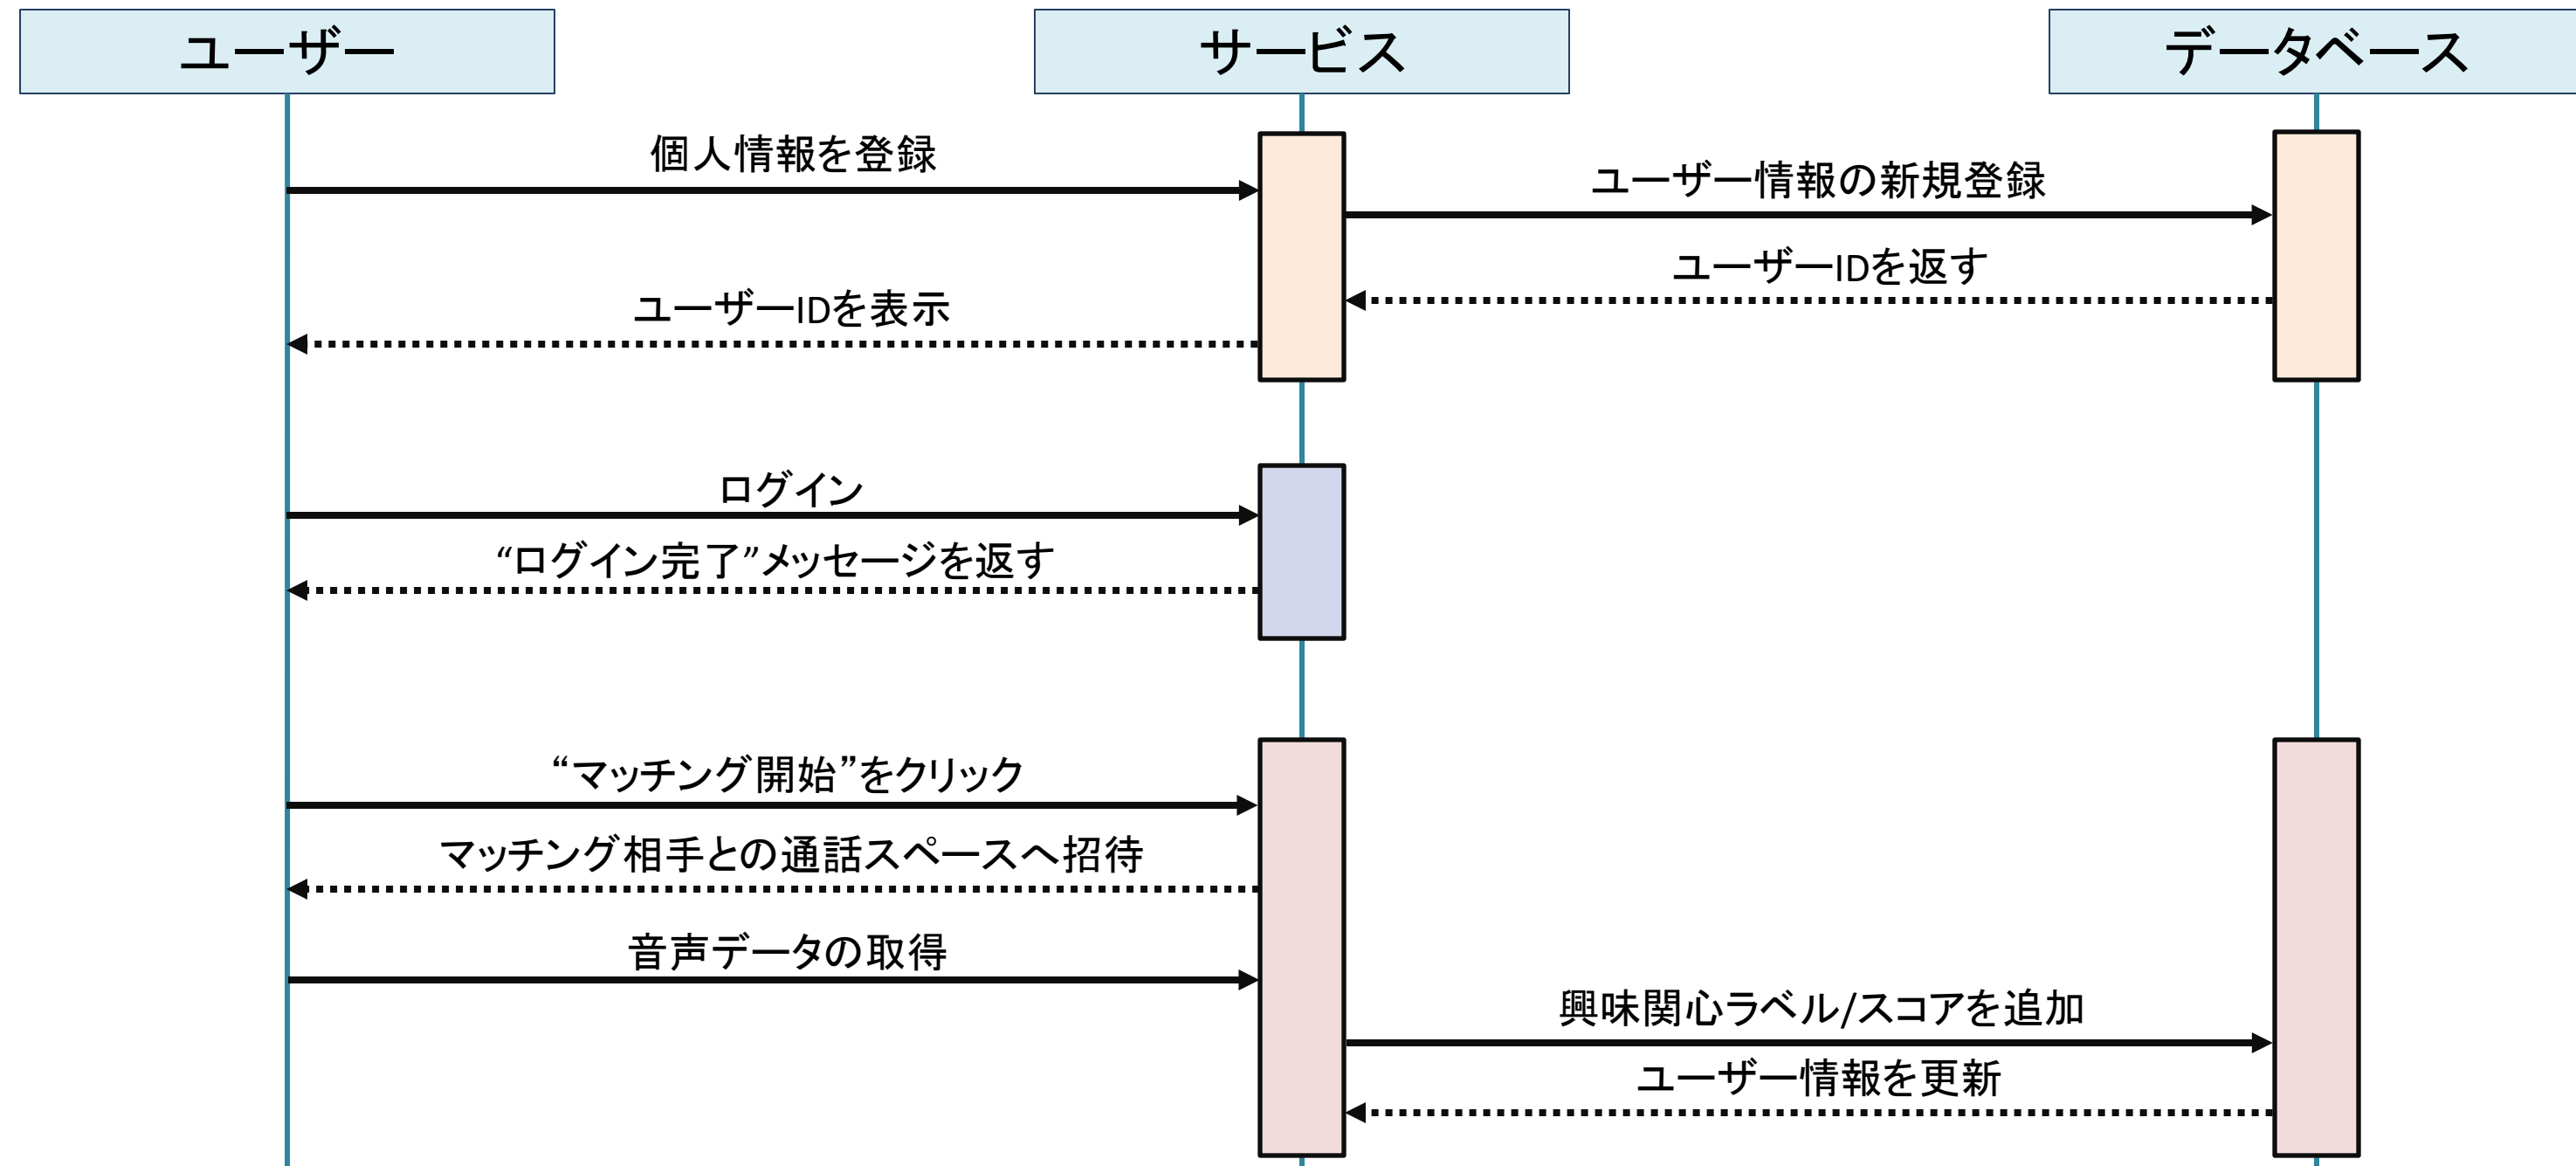 ユーザー
サービス
データベース
個人情報を登録
ユーザー情報の新規登録
ユーザーIDを返す
ユーザーIDを表示
ログイン
“ログイン完了”メッセージを返す
“マッチング開始”をクリック
マッチング相手との通話スペースへ招待
音声データの取得
興味関心ラベル/スコアを追加
ユーザー情報を更新